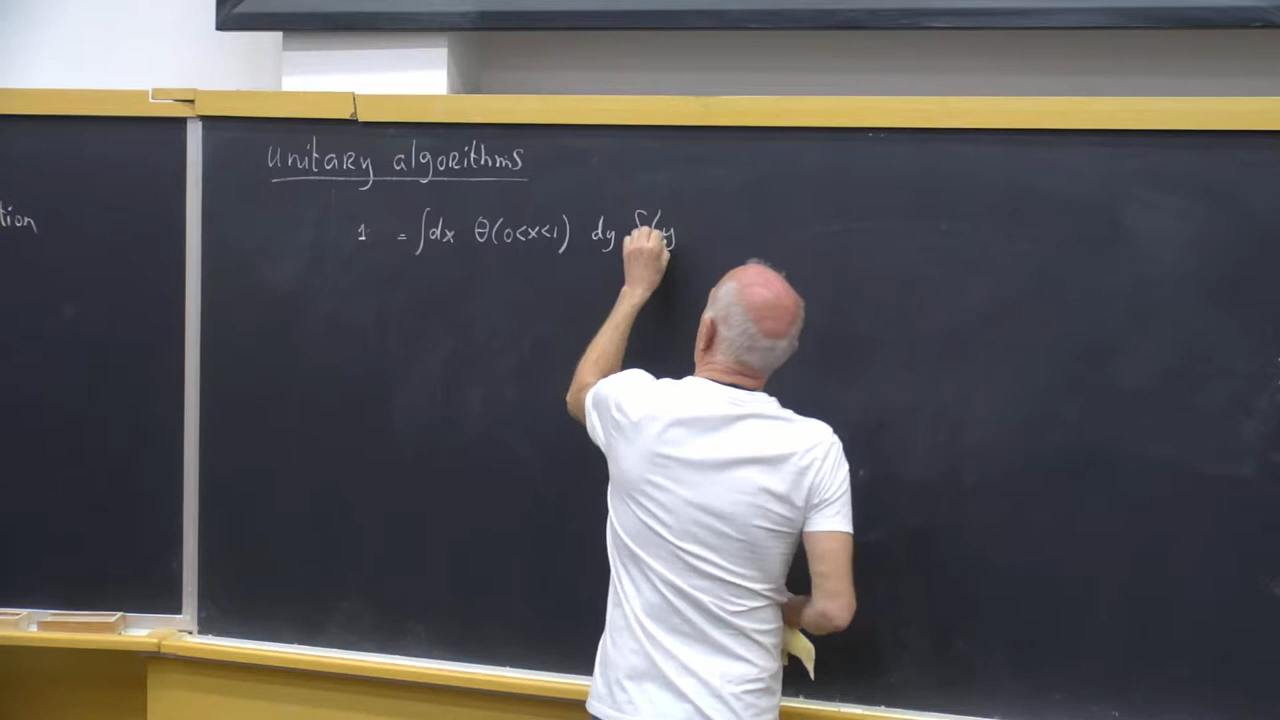 tion
Unitary algorithms
1 = ∫dx θ(0<x<1) dy δ(y